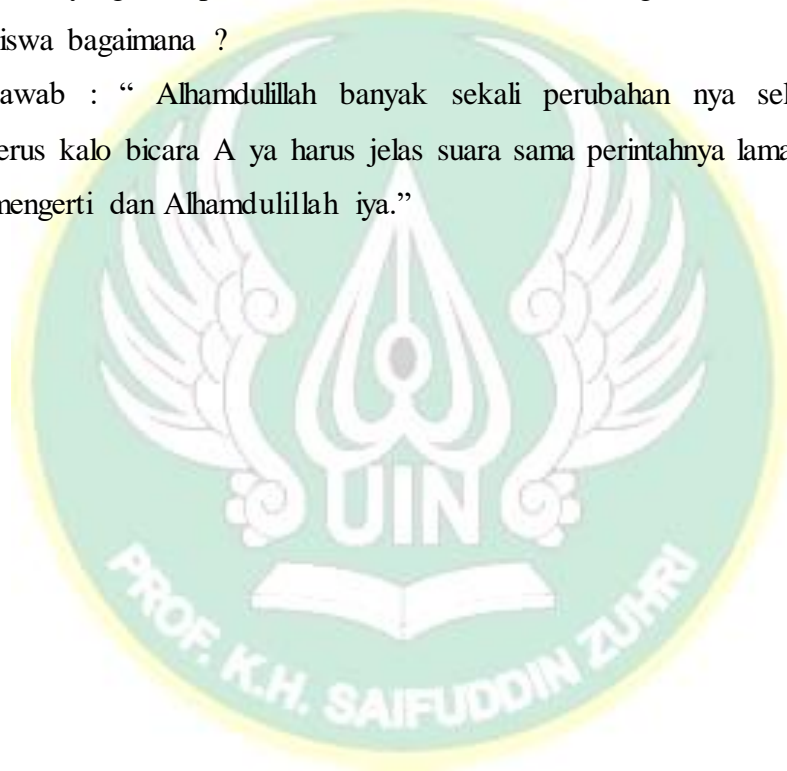 iswa bagaimana ?
awab : “ Alhamdulillah banyak sekali perubahan nya sel
erus kalo bicara A ya harus jelas suara sama perintahnya lama
mengerti dan Alhamdulillah iya.”
UIN
PROF. K.H. SAIFUDDIN ZUHRI